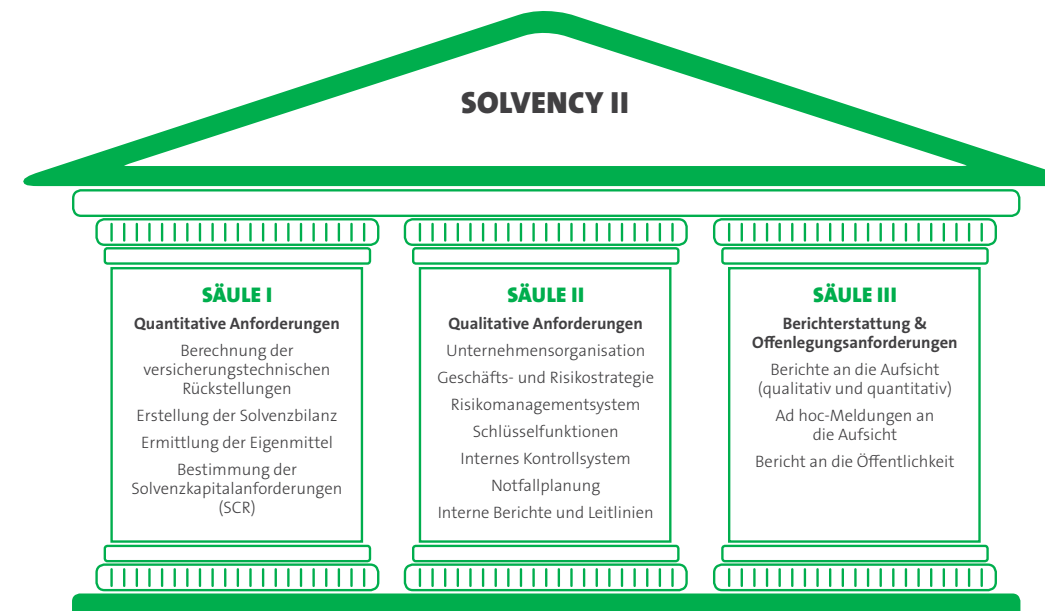 SOLVENCY II
SÄULE I
Quantitative Anforderungen
Berechnung der
versicherungstechnischen
Rückstellungen
Erstellung der Solvenzbilanz
Ermittlung der Eigenmittel
Bestimmung der
Solvenzkapitalanforderungen
(SCR)
SÄULE II
Qualitative Anforderungen
Unternehmensorganisation
Geschäfts- und Risikostrategie
Risikomanagementsystem
Schlüsselfunktionen
Internes Kontrollsystem
Notfallplanung
Interne Berichte und Leitlinien
SÄULE III
Berichterstattung &
Offenlegungsanforderungen
Berichte an die Aufsicht
(qualitativ und quantitativ)
Ad hoc-Meldungen an
die Aufsicht
Bericht an die Öffentlichkeit